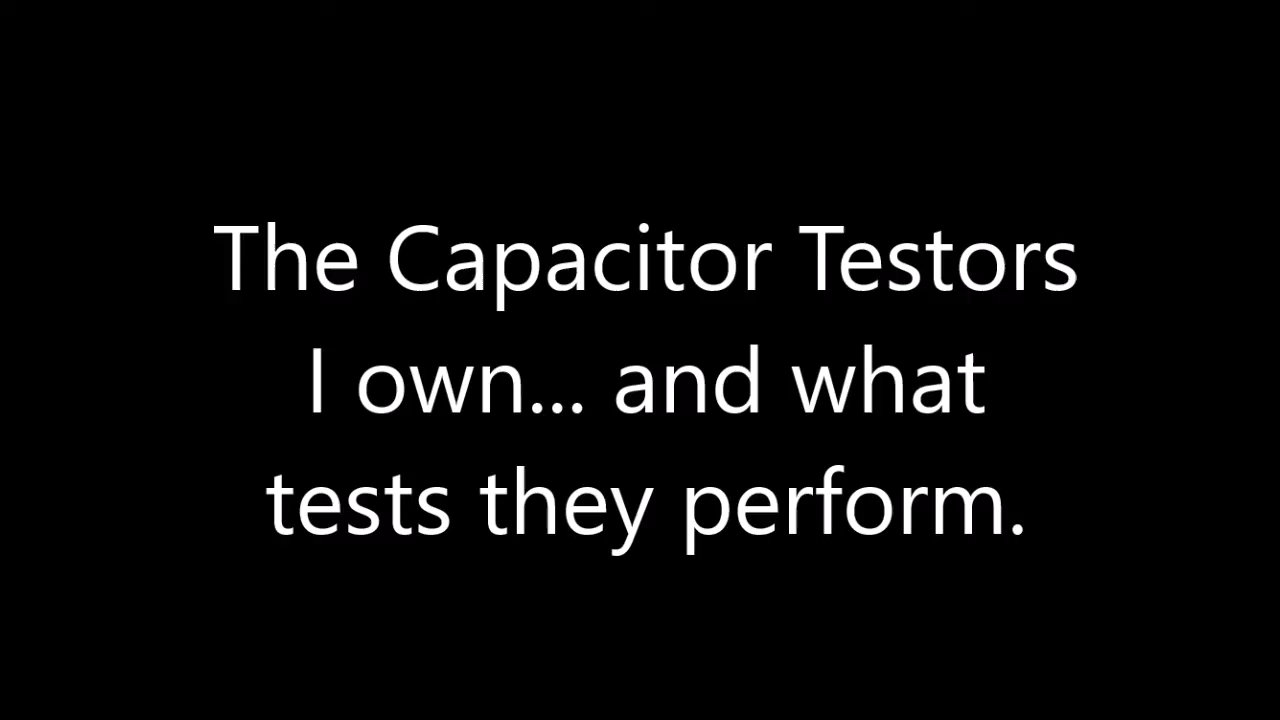 The Capacitor Testors
I own... and what
tests they perform.